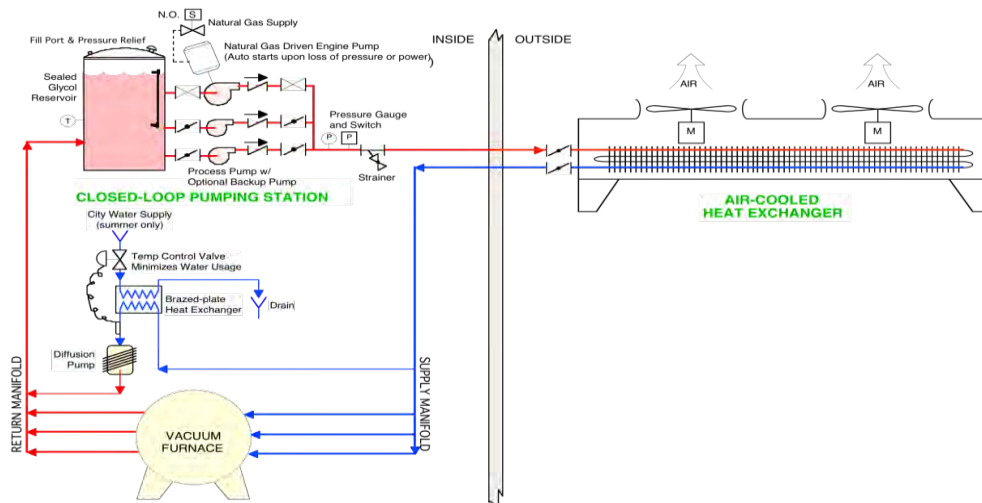 N.O. S
Natural Gas Supply
Fill Port & Pressure Relief
Natural Gas Driven Engine Pump
(Auto starts upon loss of pressure or power)
INSIDE OUTSIDE
AIR AIR
Sealed
Glycol
Reservoir
T
Pressure Gauge
and Switch
P P
M M
Strainer
Process Pump w/
Optional Backup Pump
CLOSED-LOOP PUMPING STATION
AIR-COOLED
HEAT EXCHANGER
City Water Supply
(summer only)
Temp Control Valve
Minimizes Water Usage
Brazed-plate
Heat Exchanger
Drain
Diffusion
Pump
RETURN MANIFOLD
SUPPLY MANIFOLD
VACUUM
FURNACE